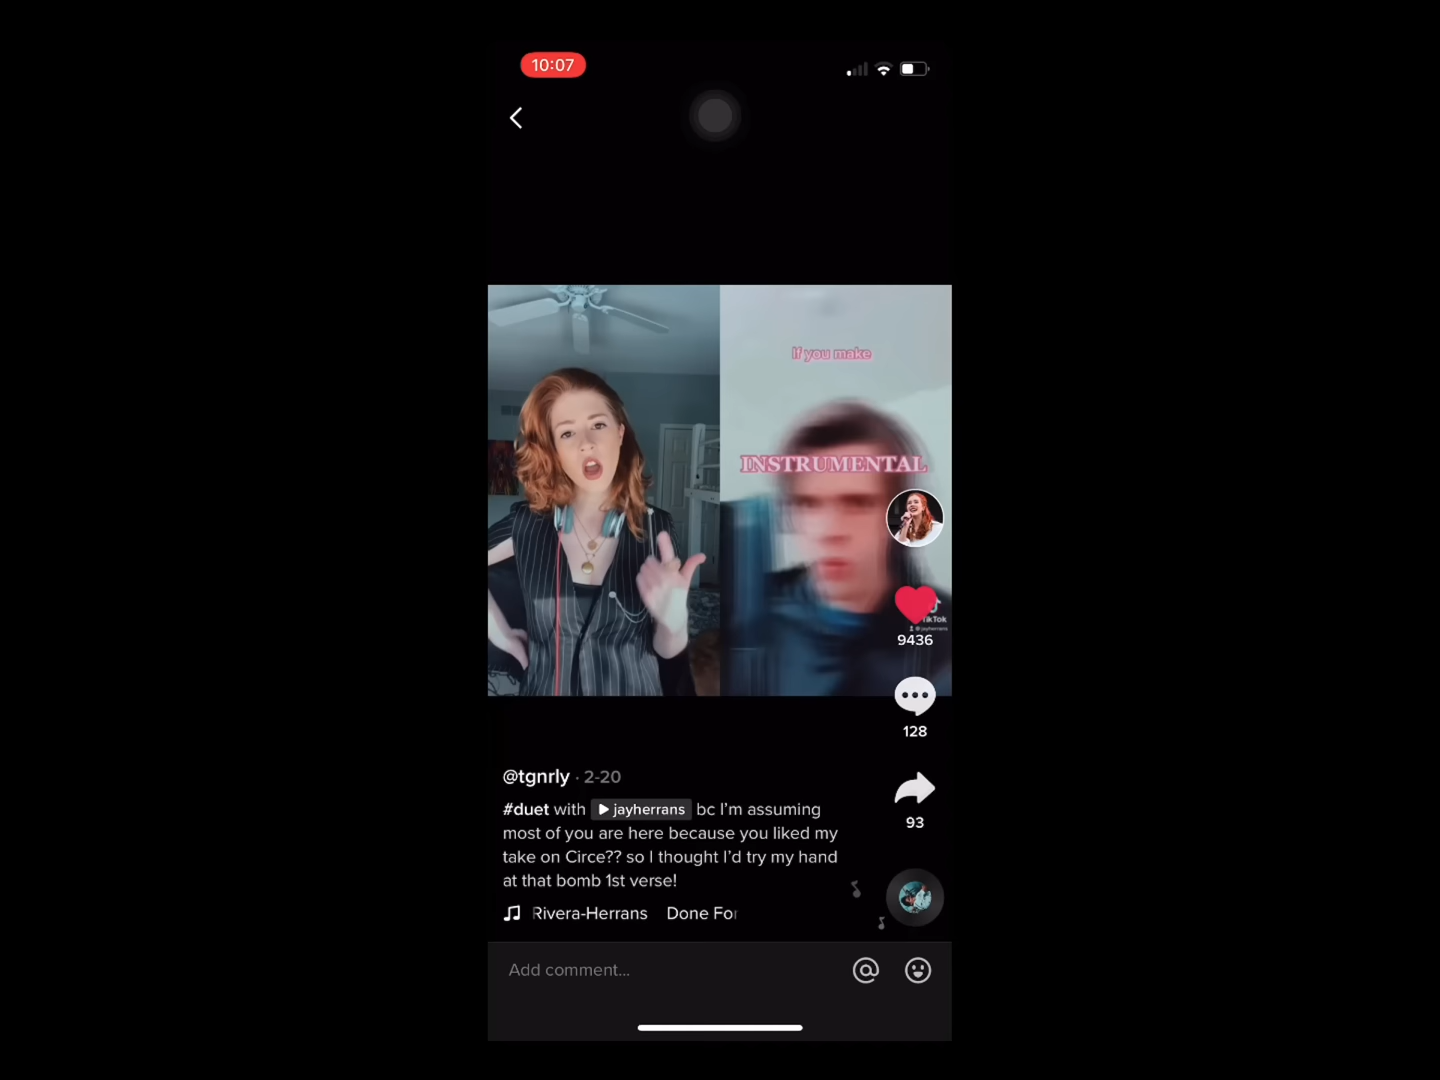 10:07
If you make
INSTRUMENTAL
TikTok
@jayherrans
9436
128
93
@tgnrly · 2-20
#duet with jayherrans bc I'm assuming
most of you are here because you liked my
take on Circe?? so I thought I'd try my hand
at that bomb 1st verse!
Rivera-Herrans Done For
Add comment...